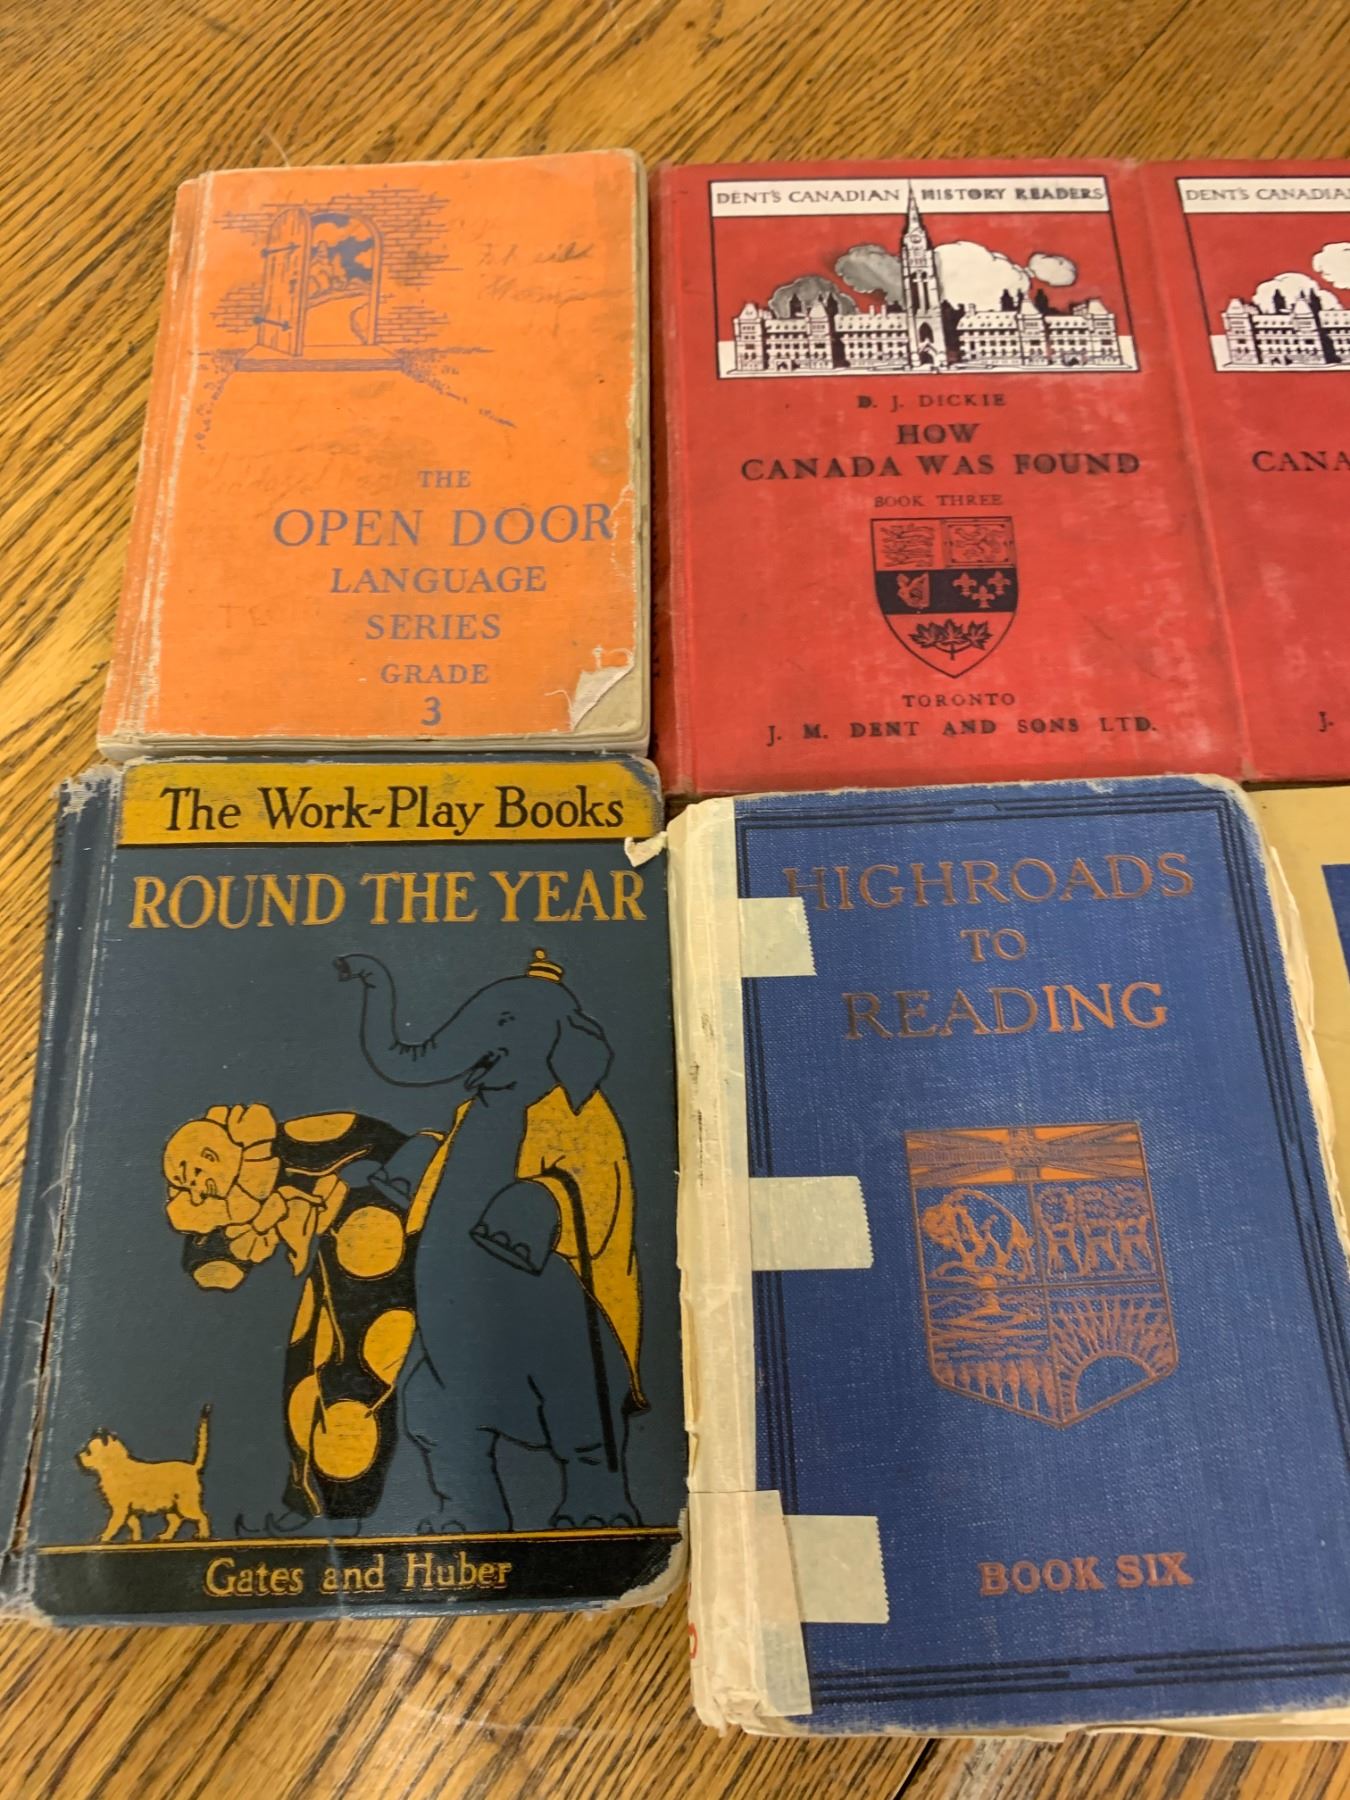 THE
OPEN DOOR
LANGUAGE
SERIES
GRADE
3
DENT'S CANADIAN HISTORY READERS
D. J. DICKIE
HOW
CANADA WAS FOUND
BOOK THREE
TORONTO
J. M. DENT AND SONS LTD.
DENT'S
J.
The Work-Play Books
ROUND THE YEAR
Gates and Huber
HIGHROADS
TO
READING
BOOK SIX